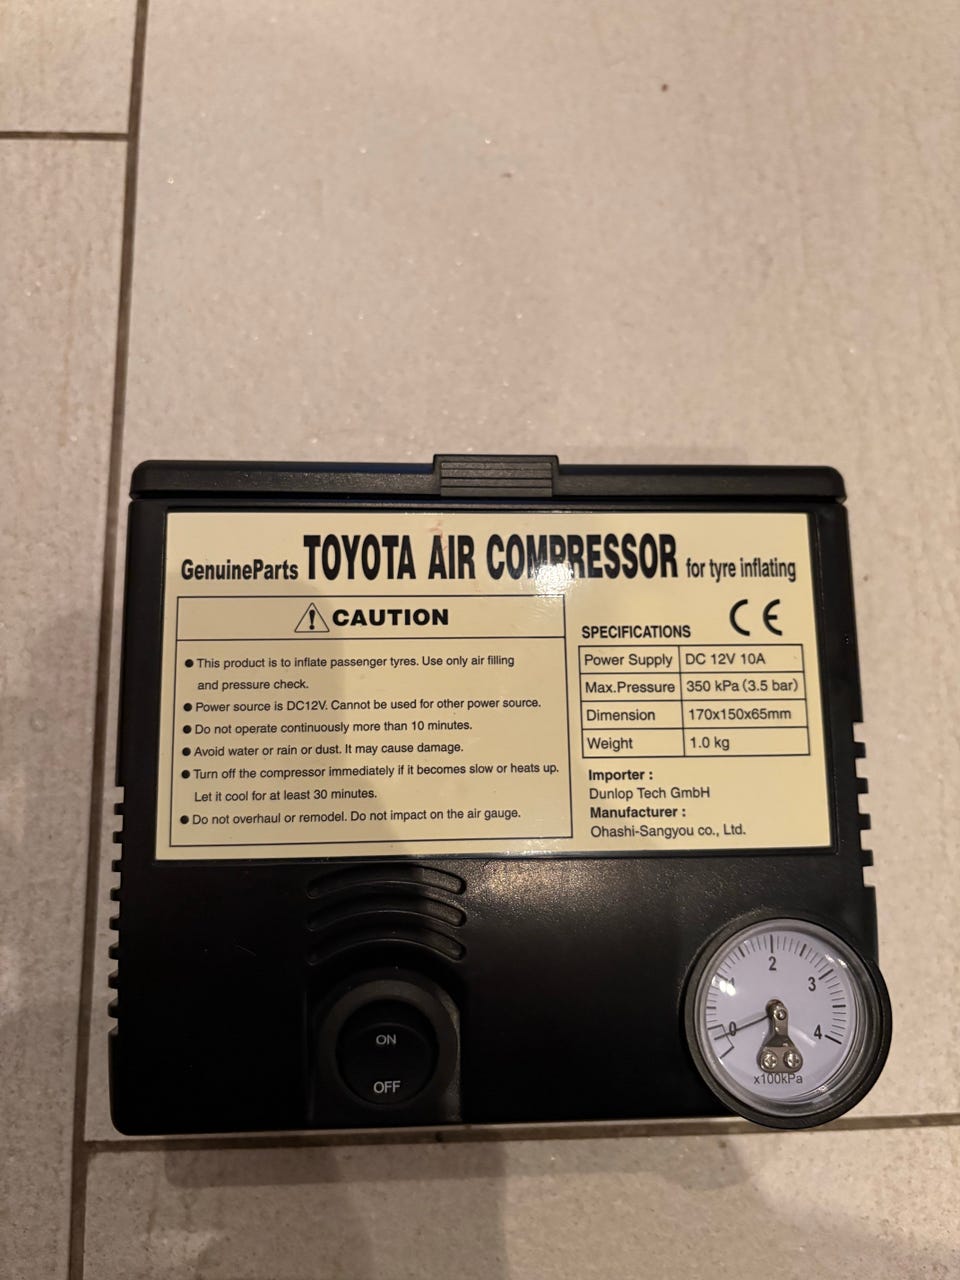 GenuineParts TOYOTA AIR COMPRESSOR for tyre inflating
CAUTION
● This product is to inflate passenger tyres. Use only air filling
and pressure check.
● Power source is DC12V. Cannot be used for other power source.
● Do not operate continuously more than 10 minutes.
● Avoid water or rain or dust. It may cause damage.
● Turn off the compressor immediately if it becomes slow or heats up.
Let it cool for at least 30 minutes.
● Do not overhaul or remodel. Do not impact on the air gauge.
CE
SPECIFICATIONS
Power Supply DC 12V 10A
Max.Pressure 350 kPa (3.5 bar)
Dimension 170x150x65mm
Weight 1.0 kg
Importer :
Dunlop Tech GmbH
Manufacturer :
Ohashi-Sangyou co., Ltd.
ON
OFF
0 1 2 3 4
x100kPa